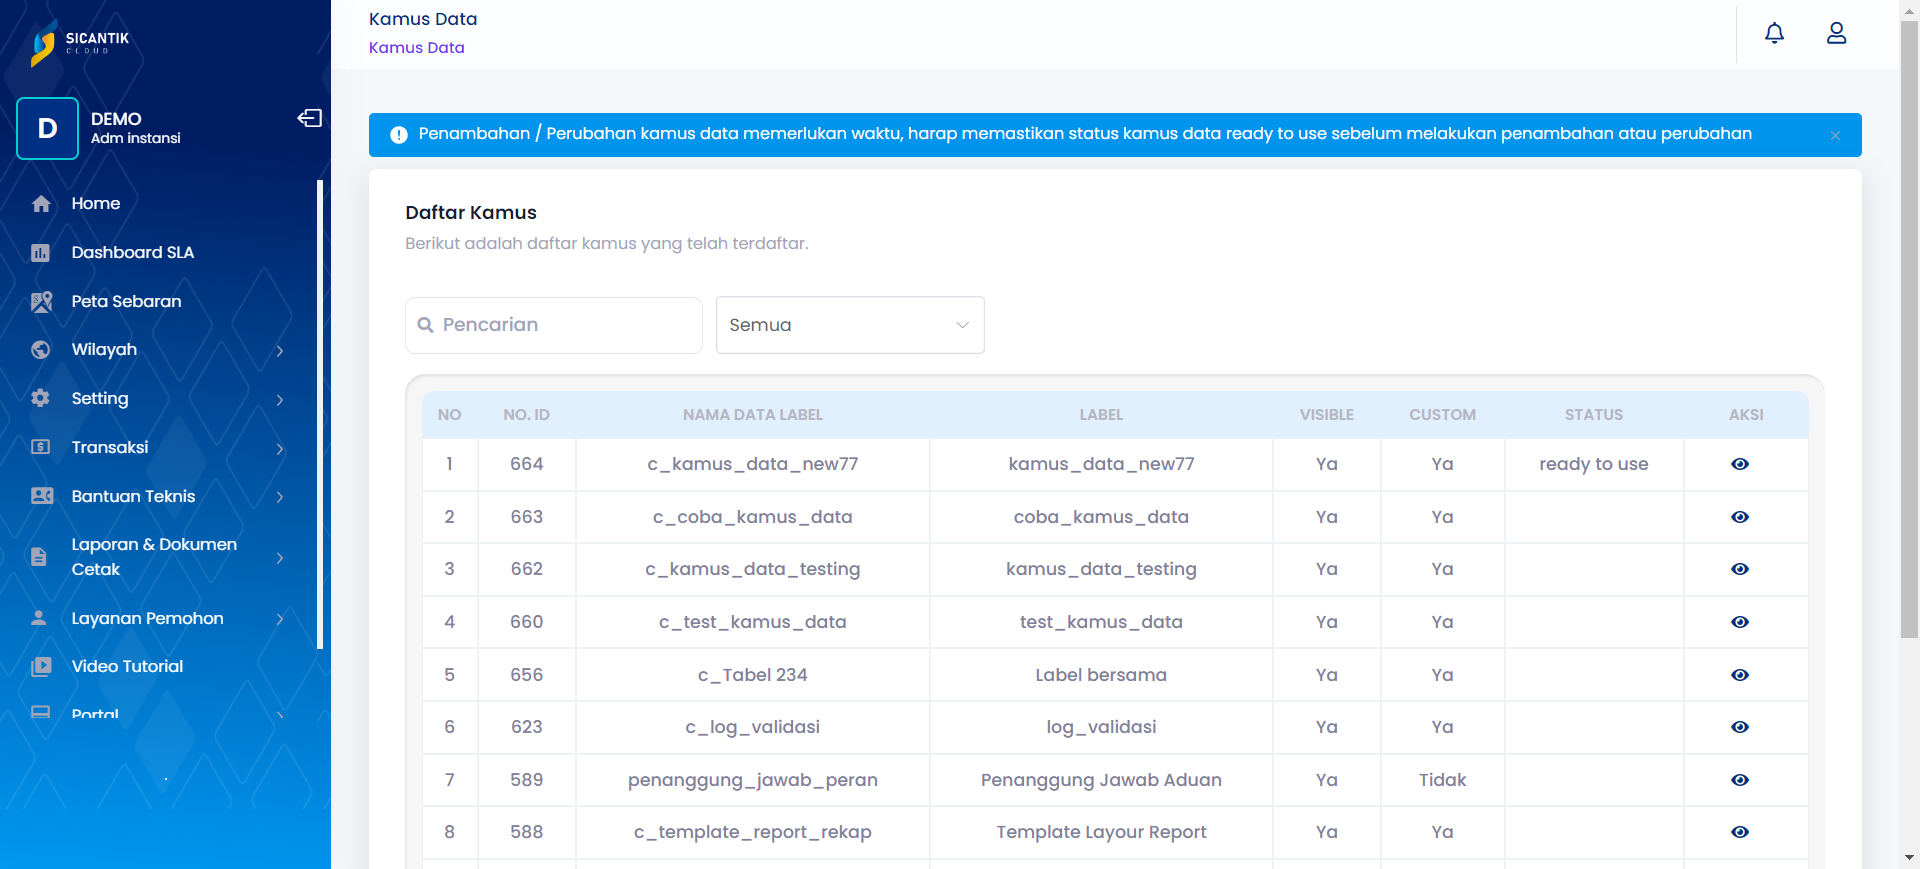 SICANTIK
CLOUD
D
DEMO
Adm instansi
Home
Dashboard SLA
Peta Sebaran
Wilayah
Setting
Transaksi
Bantuan Teknis
Laporan & Dokumen
Cetak
Layanan Pemohon
Video Tutorial
Portal
Kamus Data
Kamus Data
Penambahan / Perubahan kamus data memerlukan waktu, harap memastikan status kamus data ready to use sebelum melakukan penambahan atau perubahan
Daftar Kamus
Berikut adalah daftar kamus yang telah terdaftar.
Pencarian
Semua
NO NO. ID NAMA DATA LABEL LABEL VISIBLE CUSTOM STATUS AKSI
1 664 c_kamus_data_new77 kamus_data_new77 Ya Ya ready to use
2 663 c_coba_kamus_data coba_kamus_data Ya Ya
3 662 c_kamus_data_testing kamus_data_testing Ya Ya
4 660 c_test_kamus_data test_kamus_data Ya Ya
5 656 c_Tabel 234 Label bersama Ya Ya
6 623 c_log_validasi log_validasi Ya Ya
7 589 penanggung_jawab_peran Penanggung Jawab Aduan Ya Tidak
8 588 c_template_report_rekap Template Layour Report Ya Ya